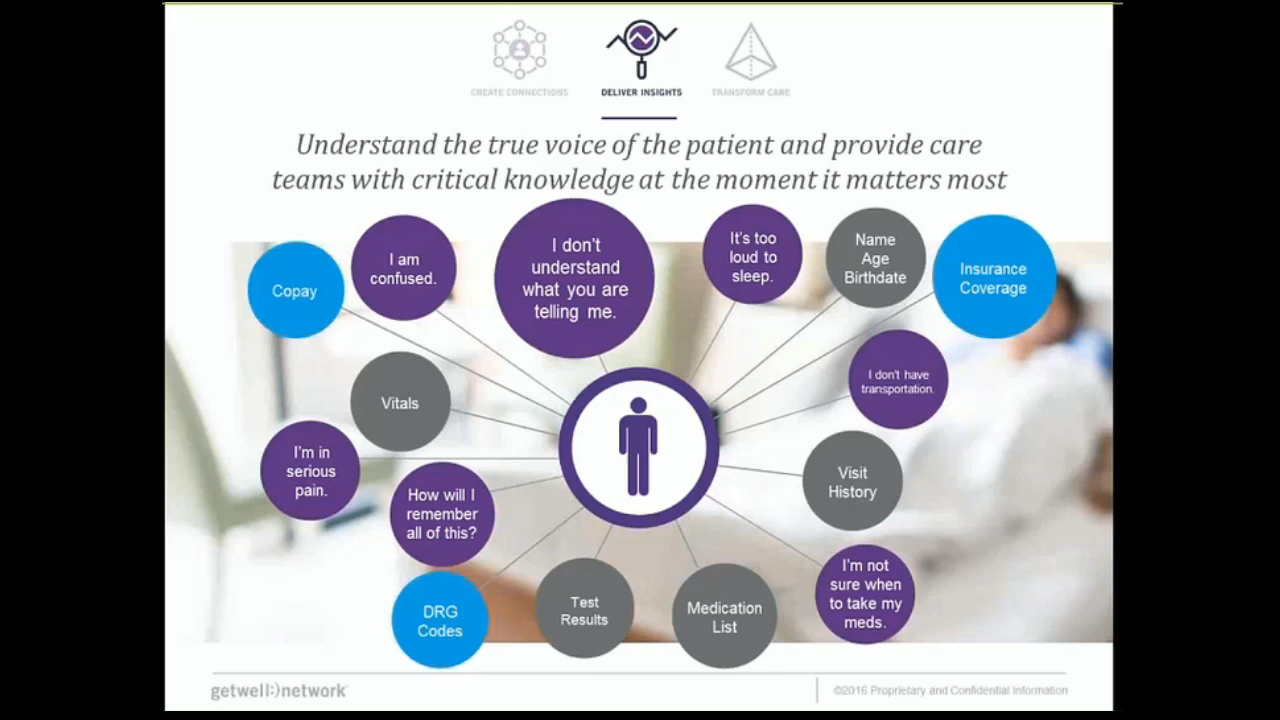 CREATE CONNECTIONS
DELIVER INSIGHTS
TRANSFORM CARE
Understand the true voice of the patient and provide care
teams with critical knowledge at the moment it matters most
Copay
I am
confused.
I don't
understand
what you are
telling me.
It's too
loud to
sleep.
Name
Age
Birthdate
Insurance
Coverage
Vitals
I don't have
transportation.
I'm in
serious
pain.
How will I
remember
all of this?
Visit
History
DRG
Codes
Test
Results
Medication
List
I'm not
sure when
to take my
meds.
getwell:)network
©2016 Proprietary and Confidential Information